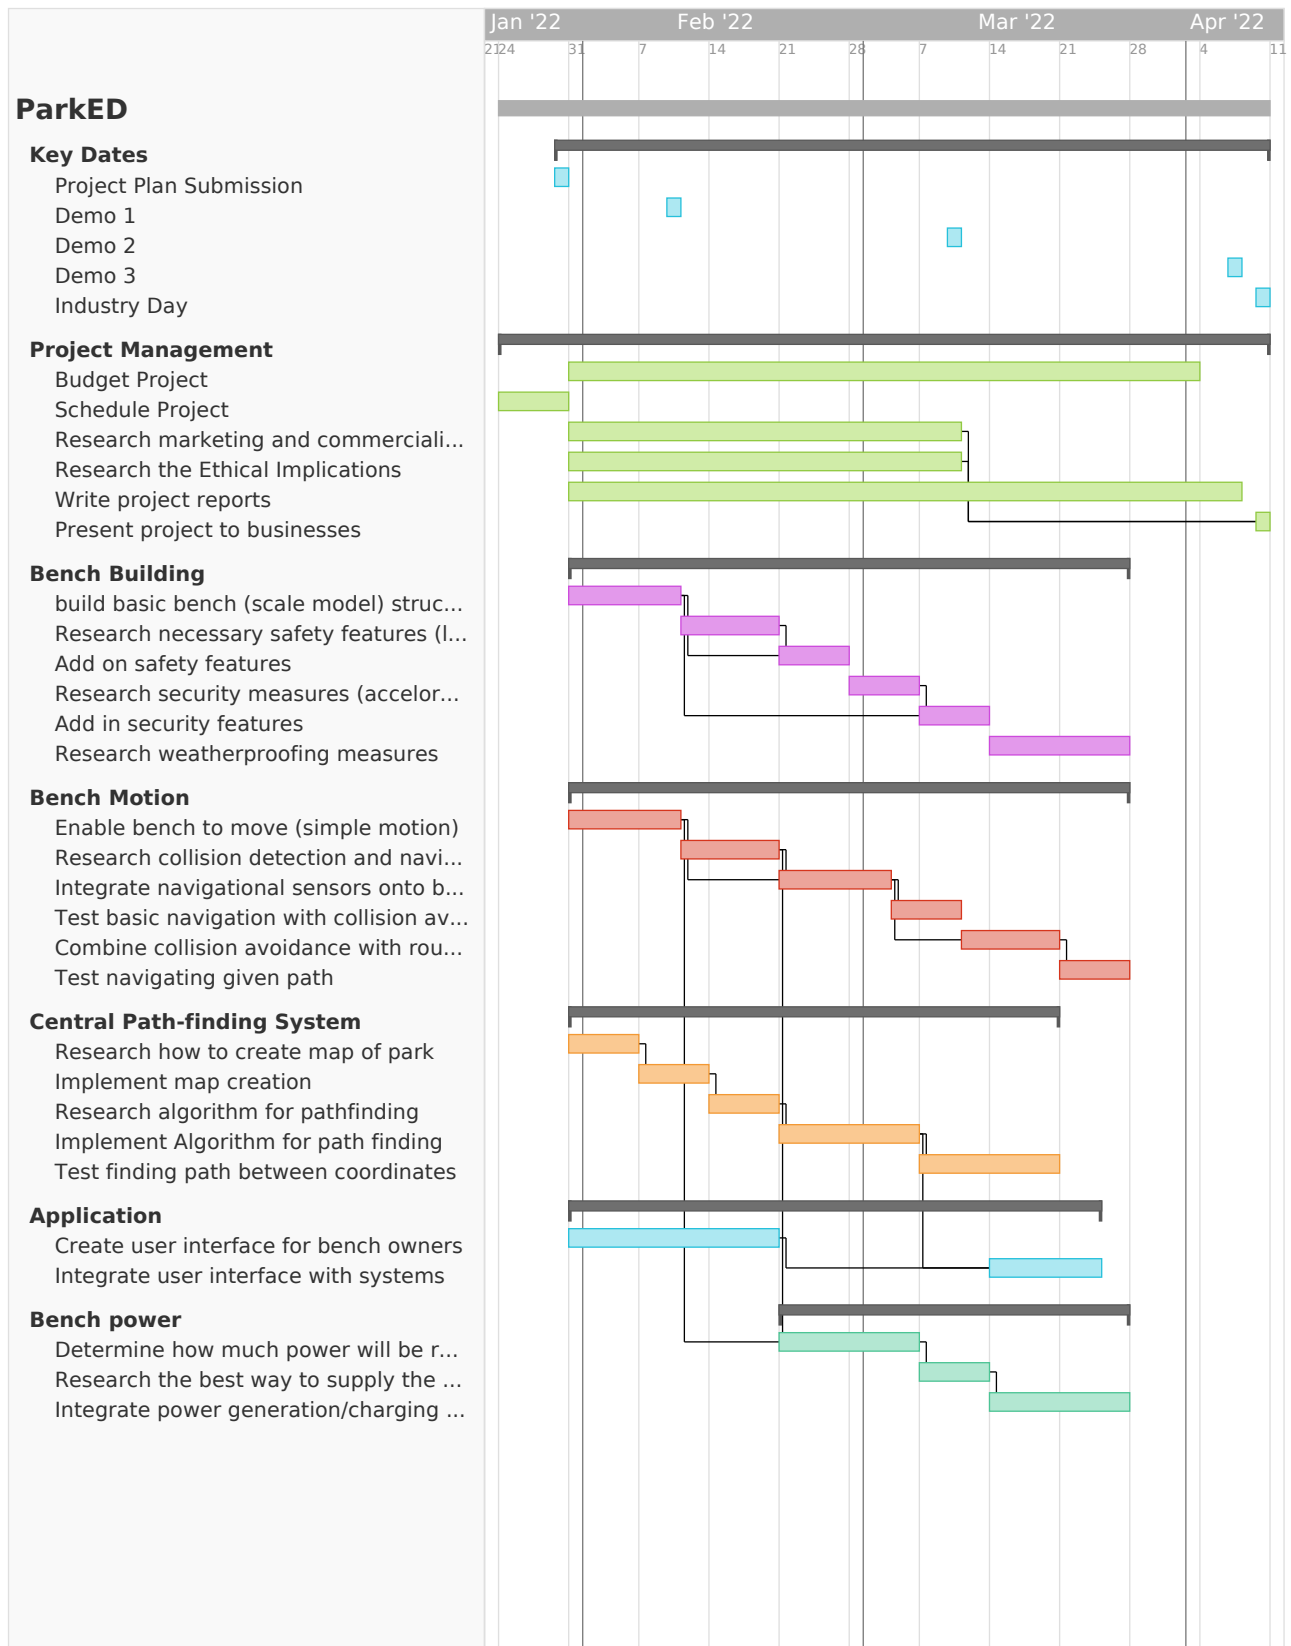 Jan '22 Feb '22 Mar '22 Apr '22
21 24 31 7 14 21 28 7 14 21 28 4 11
ParkED
Key Dates
Project Plan Submission
Demo 1
Demo 2
Demo 3
Industry Day
Project Management
Budget Project
Schedule Project
Research marketing and commerciali...
Research the Ethical Implications
Write project reports
Present project to businesses
Bench Building
build basic bench (scale model) struc...
Research necessary safety features (l...
Add on safety features
Research security measures (accelor...
Add in security features
Research weatherproofing measures
Bench Motion
Enable bench to move (simple motion)
Research collision detection and navi...
Integrate navigational sensors onto b...
Test basic navigation with collision av...
Combine collision avoidance with rou...
Test navigating given path
Central Path-finding System
Research how to create map of park
Implement map creation
Research algorithm for pathfinding
Implement Algorithm for path finding
Test finding path between coordinates
Application
Create user interface for bench owners
Integrate user interface with systems
Bench power
Determine how much power will be r...
Research the best way to supply the ...
Integrate power generation/charging ...